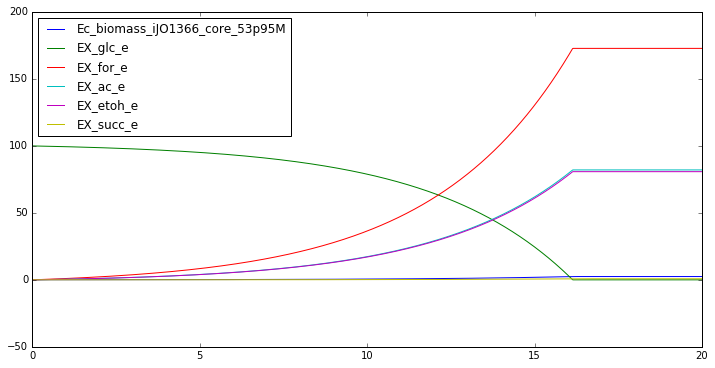 200
150
100
50
0
−50
0 5 10 15 20
Ec_biomass_iJO1366_core_53p95M
EX_glc_e
EX_for_e
EX_ac_e
EX_etoh_e
EX_succ_e